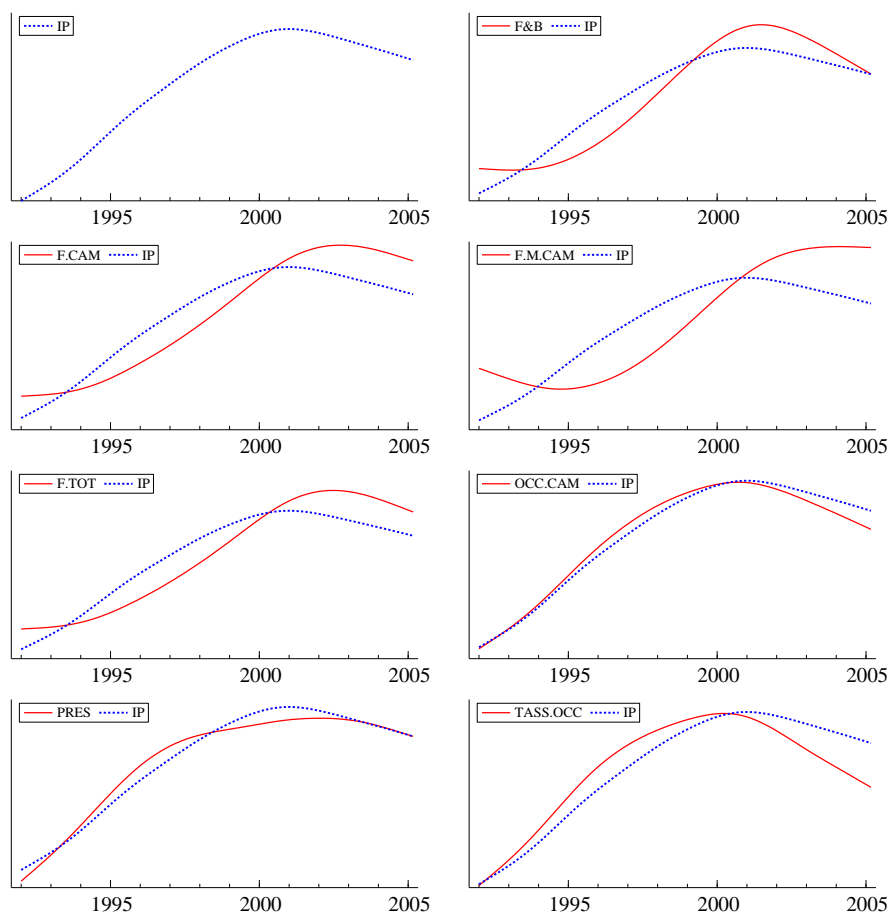 IP
1995 2000 2005
F&B IP
1995 2000 2005
F.CAM IP
1995 2000 2005
F.M.CAM IP
1995 2000 2005
F.TOT IP
1995 2000 2005
OCC.CAM IP
1995 2000 2005
PRES IP
1995 2000 2005
TASS.OCC IP
1995 2000 2005